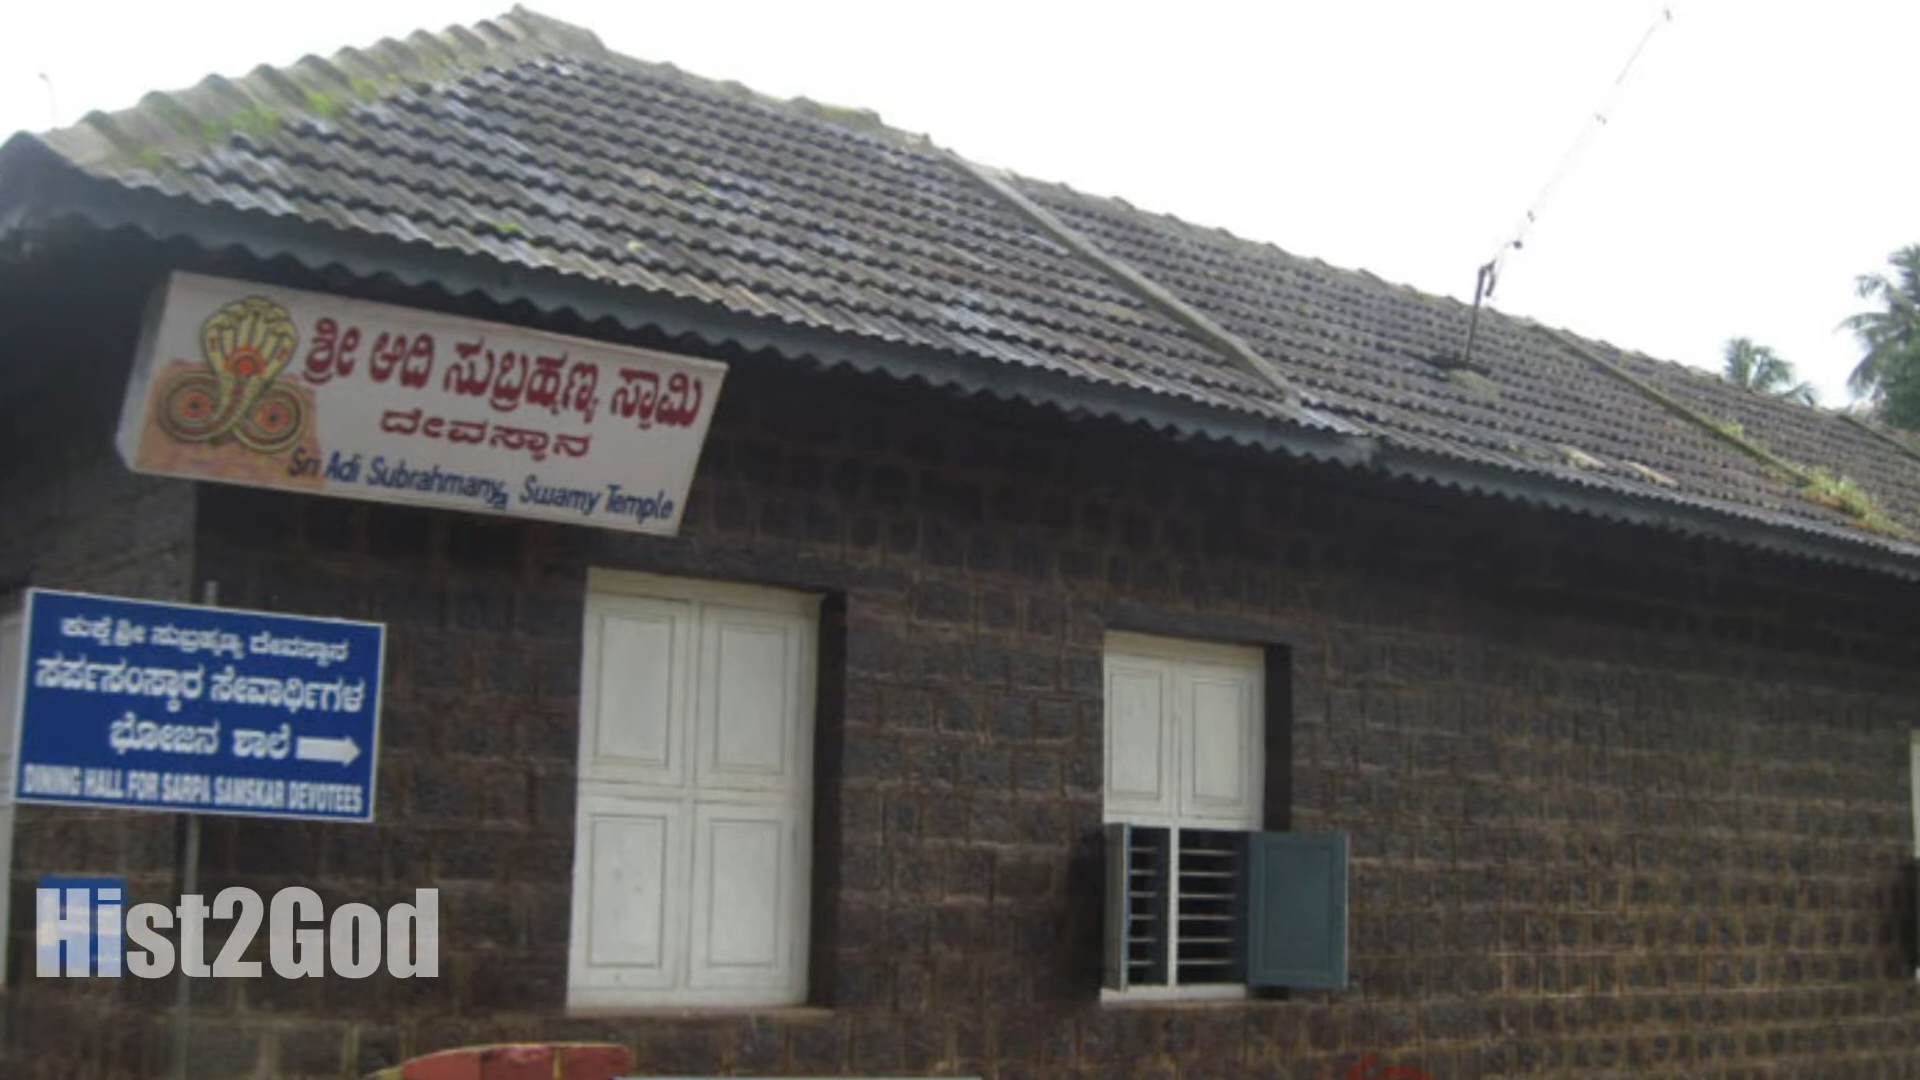 ಶ್ರೀ ಆದಿ ಸುಬ್ರಹ್ಮಣ್ಯ ಸ್ವಾಮಿ
ದೇವಸ್ಥಾನ
Sri Adi Subrahmanya Swamy Temple
ಕುಕ್ಕೆ ಶ್ರೀ ಸುಬ್ರಹ್ಮಣ್ಯ ದೇವಸ್ಥಾನ
ಸರ್ಪಸಂಸ್ಕಾರ ಸೇವಾರ್ಥಿಗಳ
ಭೋಜನ ಶಾಲೆ
DINING HALL FOR SARPA SAMSKAR DEVOTEES
Hist2God